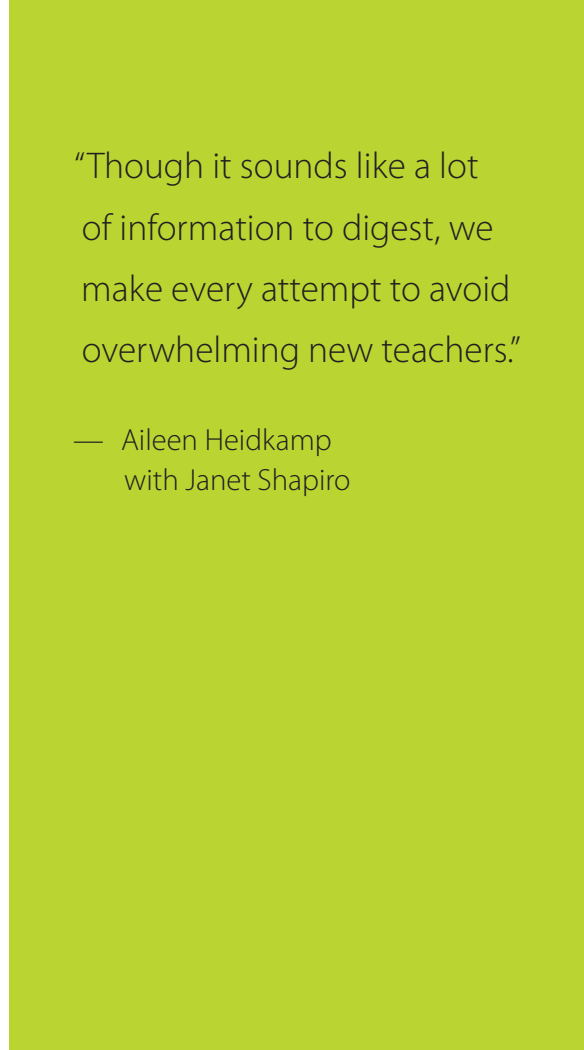 “Though it sounds like a lot
of information to digest, we
make every attempt to avoid
overwhelming new teachers.”
— Aileen Heidkamp
with Janet Shapiro